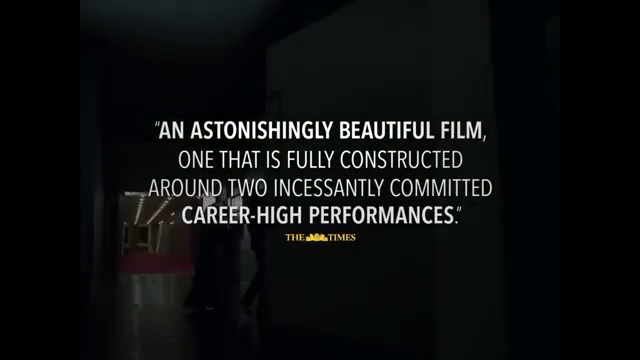 "AN ASTONISHINGLY BEAUTIFUL FILM,
ONE THAT IS FULLY CONSTRUCTED
AROUND TWO INCESSANTLY COMMITTED
CAREER-HIGH PERFORMANCES."
THE TIMES